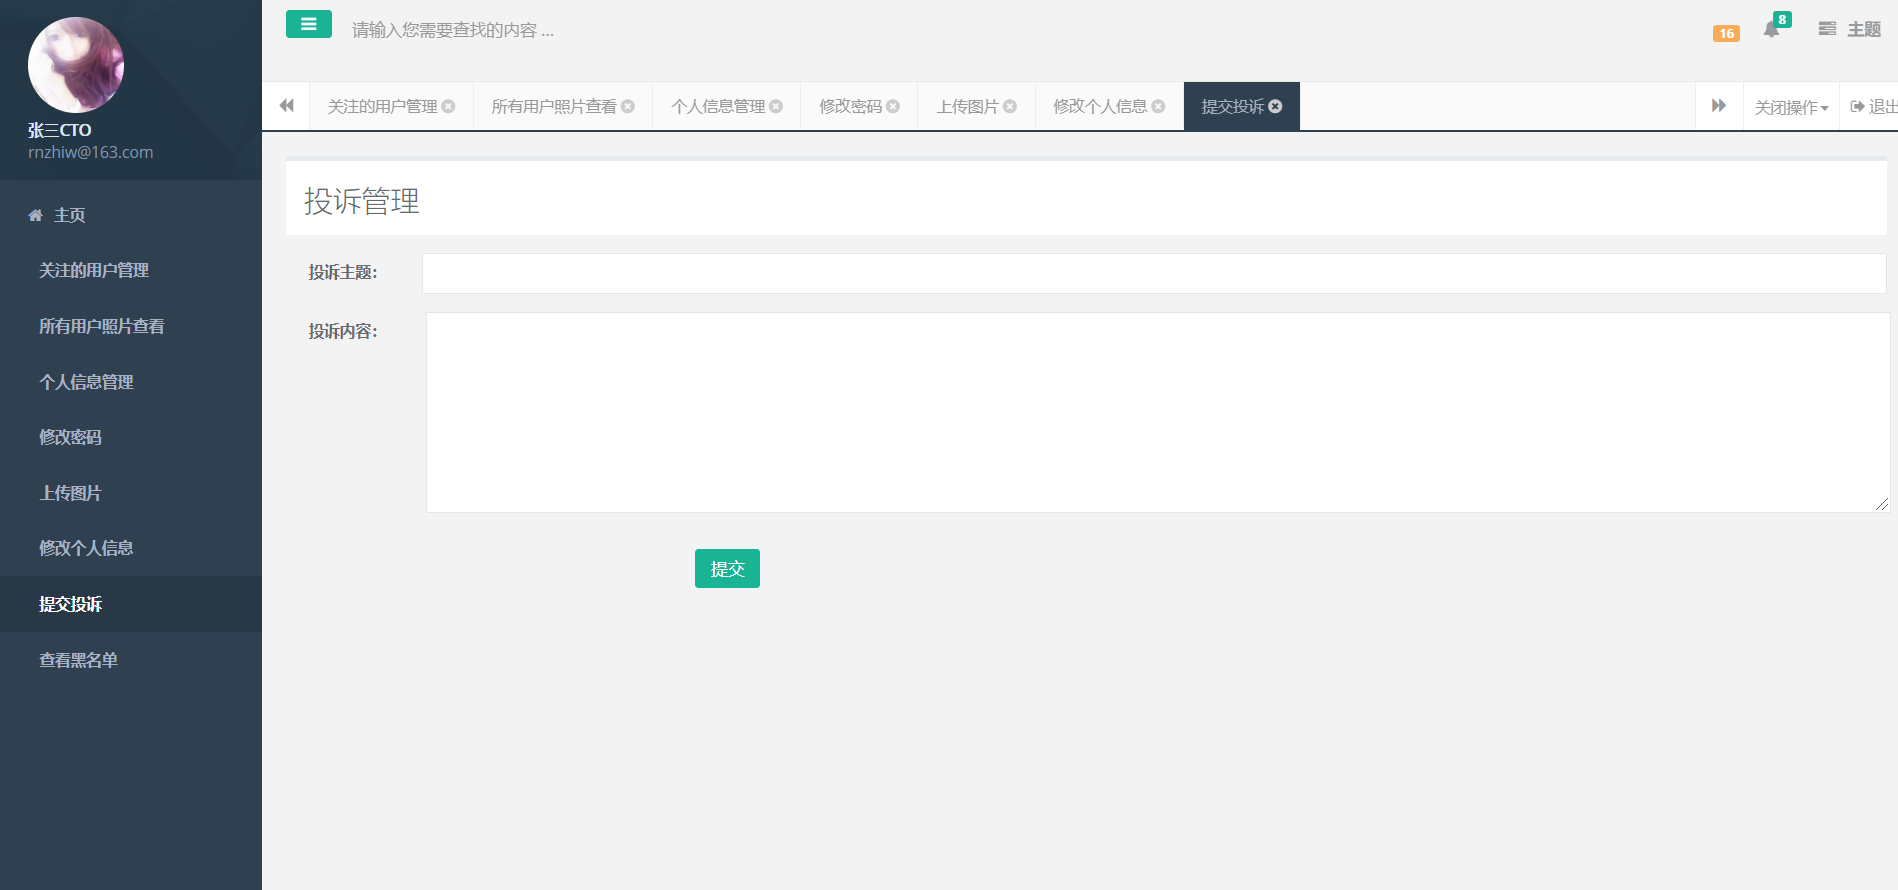 张三CTO
rnzhiw@163.com
主页
关注的用户管理
所有用户照片查看
个人信息管理
修改密码
上传图片
修改个人信息
提交投诉
查看黑名单
请输入您需要查找的内容 ...
16
8
主题
关注的用户管理
所有用户照片查看
个人信息管理
修改密码
上传图片
修改个人信息
提交投诉
关闭操作
退出
投诉管理
投诉主题：
投诉内容：
提交